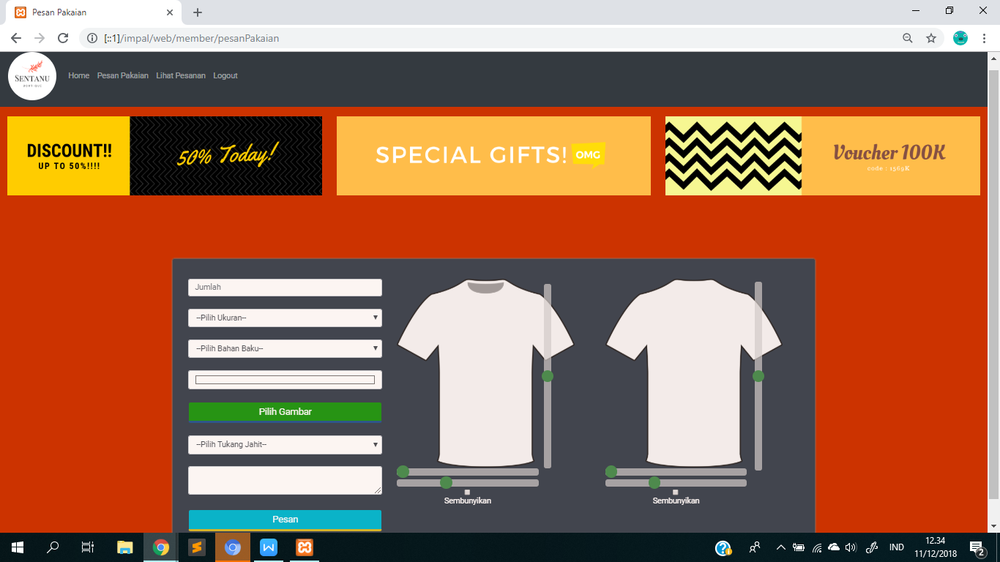 Pesan Pakaian
[::1]/impal/web/member/pesanPakaian
SENTANU
BOUTIQUE
Home Pesan Pakaian Lihat Pesanan Logout
DISCOUNT!!
UP TO 50%!!!!
50% Today!
SPECIAL GIFTS!
OMG
Voucher 100K
code : 1569K
Jumlah
--Pilih Ukuran--
--Pilih Bahan Baku--
Pilih Gambar
--Pilih Tukang Jahit--
Pesan
Sembunyikan
Sembunyikan
IND
12.34
11/12/2018
2